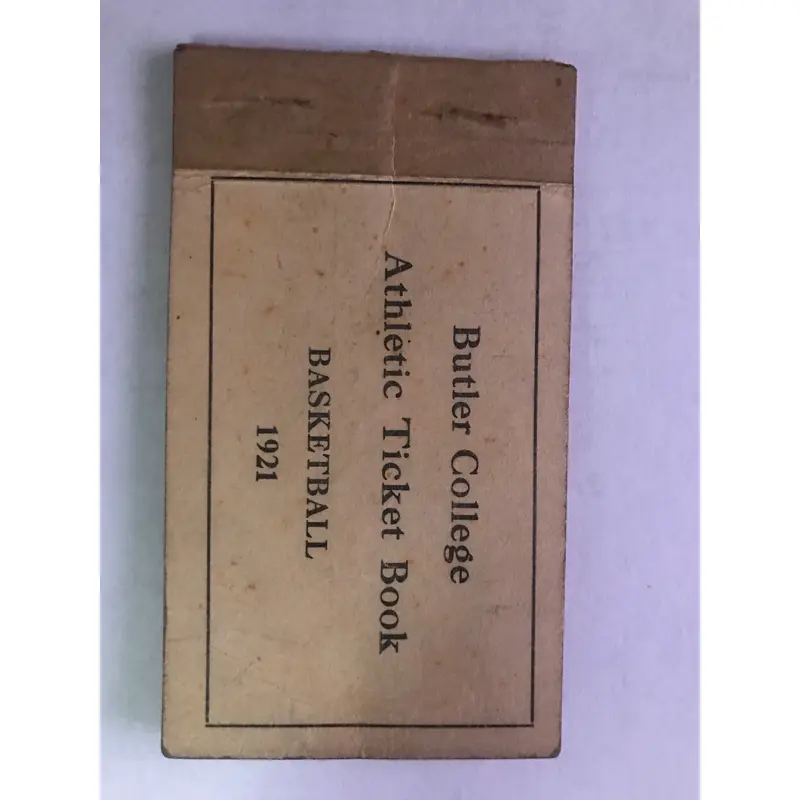 Butler College
Athletic Ticket Book
BASKETBALL
1921